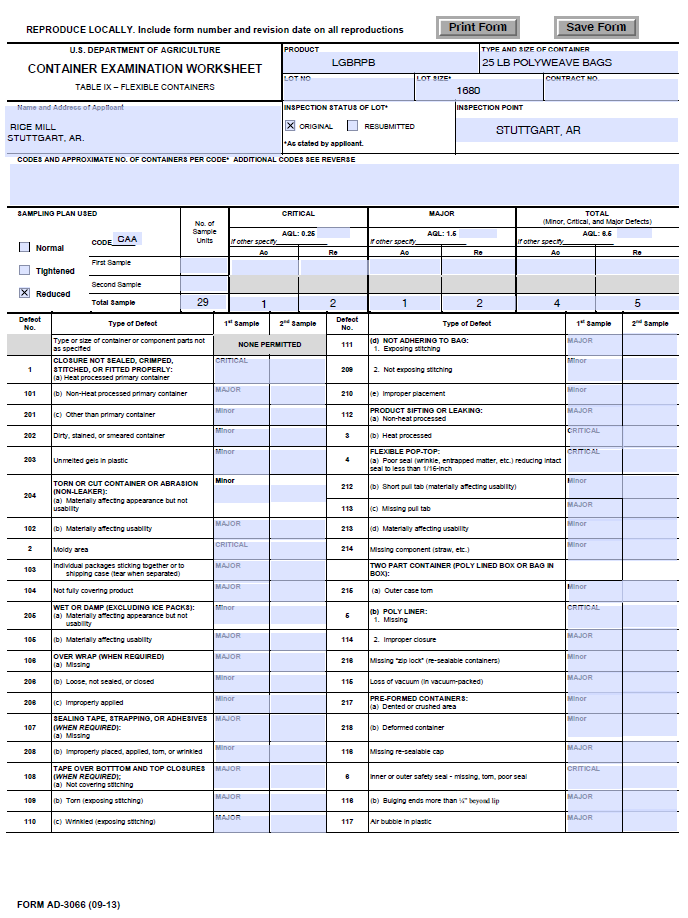 REPRODUCE LOCALLY. Include form number and revision date on all reproductions
Print Form
Save Form
U.S. DEPARTMENT OF AGRICULTURE
CONTAINER EXAMINATION WORKSHEET
TABLE IX – FLEXIBLE CONTAINERS
PRODUCT
LGBRPB
TYPE AND SIZE OF CONTAINER
25 LB POLYWEAVE BAGS
LOT NO
LOT SIZE*
1680
CONTRACT NO.
Name and Address of Applicant
RICE MILL
STUTTGART, AR.
INSPECTION STATUS OF LOT*
ORIGINAL
RESUBMITTED
*As stated by applicant.
INSPECTION POINT
STUTTGART, AR
CODES AND APPROXIMATE NO. OF CONTAINERS PER CODE* ADDITIONAL CODES SEE REVERSE
SAMPLING PLAN USED
Normal
Tightened
Reduced
CODE CAA
No. of Sample Units
CRITICAL
MAJOR
TOTAL
(Minor, Critical, and Major Defects)
AQL: 0.25
AQL: 1.5
AQL: 6.5
If other specify
If other specify
If other specify
Ac Re Ac Re Ac Re
First Sample
Second Sample
Total Sample 29 1 2 1 2 4 5
Defect No. Type of Defect 1st Sample 2nd Sample Defect No. Type of Defect 1st Sample 2nd Sample
Type or size of container or component parts not as specified NONE PERMITTED
1 CLOSURE NOT SEALED, CRIMPED, STITCHED, OR FITTED PROPERLY:
(a) Heat processed primary container CRITICAL
101 (b) Non-Heat processed primary container MAJOR
201 (c) Other than primary container Minor
202 Dirty, stained, or smeared container Minor
203 Unmelted gels in plastic Minor
204 TORN OR CUT CONTAINER OR ABRASION (NON-LEAKER):
(a) Materially affecting appearance but not usability Minor
102 (b) Materially affecting usability MAJOR
2 Moldy area CRITICAL
103 Individual packages sticking together to or shipping case (tear when separated) MAJOR
104 Not fully covering product MAJOR
205 WET OR DAMP (EXCLUDING ICE PACKS):
(a) Materially affecting appearance but not usability Minor
105 (b) Materially affecting usability MAJOR
106 OVER WRAP (WHEN REQUIRED)
(a) Missing MAJOR
206 (b) Loose, not sealed, or closed Minor
206 (c) Improperly applied Minor
107 SEALING TAPE, STRAPPING, OR ADHESIVES (WHEN REQUIRED):
(a) Missing MAJOR
208 (b) Improperly placed, applied, torn, or wrinkled Minor
108 TAPE OVER BOTTTOM AND TOP CLOSURES (WHEN REQUIRED);
(a) Not covering stitching MAJOR
109 (b) Torn (exposing stitching) MAJOR
110 (c) Wrinkled (exposing stitching) MAJOR
111 (d) NOT ADHERING TO BAG:
1. Exposing stitching MAJOR
209 2. Not exposing stitching Minor
210 (e) Improper placement Minor
112 PRODUCT SIFTING OR LEAKING:
(a) Non-heat processed MAJOR
3 (b) Heat processed CRITICAL
4 FLEXIBLE POP-TOP:
(a) Poor seal (wrinkle, entrapped matter, etc.) reducing intact seal to less than 1/16-inch CRITICAL
212 (b) Short pull tab (materially affecting usability) Minor
113 (c) Missing pull tab MAJOR
213 (d) Materially affecting usability Minor
214 Missing component (straw, etc.) Minor
TWO PART CONTAINER (POLY LINED BOX OR BAG IN BOX):
215 (a) Outer case torn Minor
5 (b) POLY LINER:
1. Missing CRITICAL
114 2. Improper closure MAJOR
216 Missing "zip lock" (re-sealable containers) Minor
115 Loss of vacuum (in vacuum-packed) MAJOR
217 PRE-FORMED CONTAINERS:
(a) Dented or crushed area Minor
218 (b) Deformed container Minor
116 Missing re-sealable cap MAJOR
6 Inner or outer safety seal - missing, torn, poor seal CRITICAL
116 (b) Bulging ends more than ¼" beyond lip MAJOR
117 Air bubble in plastic MAJOR
FORM AD-3066 (09-13)